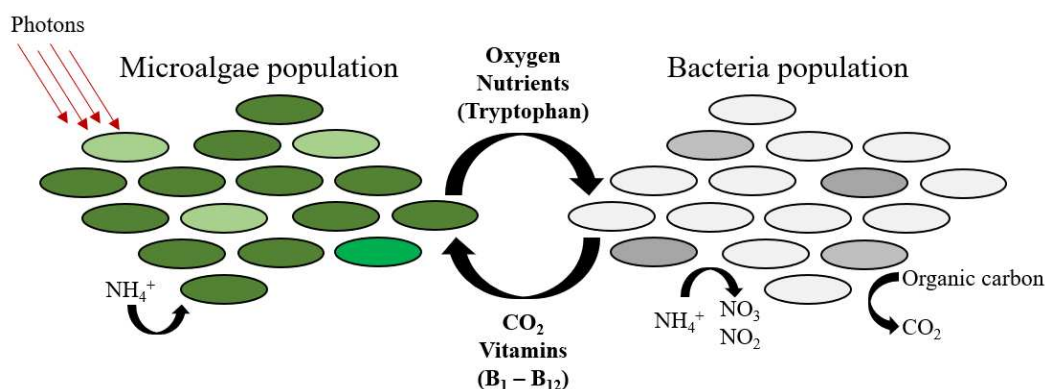 Photons
Microalgae population
Oxygen
Nutrients
(Tryptophan)
Bacteria population
NH₄⁺
CO₂
Vitamins
(B₁ – B₁₂)
NH₄⁺
NO₃
NO₂
Organic carbon
CO₂